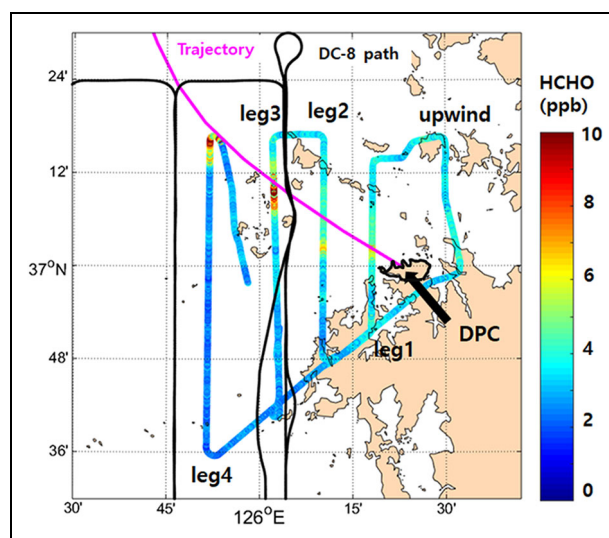 Trajectory
DC-8 path
HCHO
(ppb)
24'
leg3
leg2
upwind
10
12'
8
37°N
6
DPC
48'
leg1
4
36'
2
leg4
0
30'
45'
126°E
15'
30'